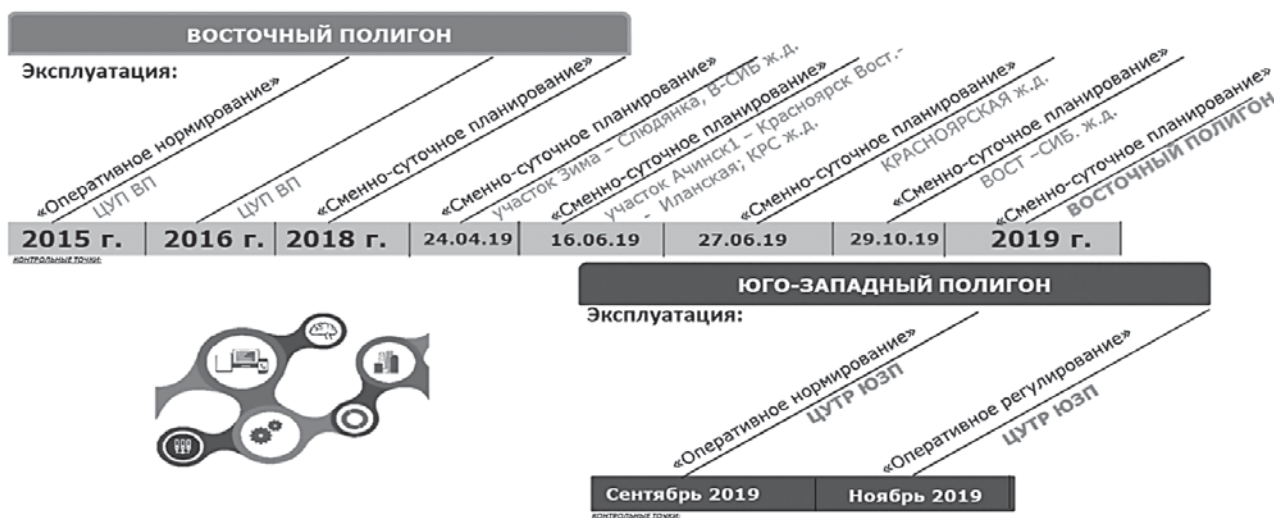 ВОСТОЧНЫЙ ПОЛИГОН
Эксплуатация:
«Оперативное нормирование»
ЦУП ВП
ЦУП ВП
«Сменно-суточное планирование»
«Сменно-суточное планирование»
участок Зима – Слюдянка, В-СИБ ж.д.
«Сменно-суточное планирование»
участок Ачинск1 – Красноярск Вост.-
- Иланская; КРС ж.д.
«Сменно-суточное планирование»
КРАСНОЯРСКАЯ ж.д.
«Сменно-суточное планирование»
ВОСТ –СИБ. ж.д.
«Сменно-суточное планирование»
ВОСТОЧНЫЙ ПОЛИГОН
2015 г.
2016 г.
2018 г.
24.04.19
16.06.19
27.06.19
29.10.19
2019 г.
КОНТРОЛЬНЫЕ ТОЧКИ:
ЮГО-ЗАПАДНЫЙ ПОЛИГОН
Эксплуатация:
«Оперативное нормирование»
ЦУТР ЮЗП
«Оперативное регулирование»
ЦУТР ЮЗП
Сентябрь 2019
Ноябрь 2019
КОНТРОЛЬНЫЕ ТОЧКИ: